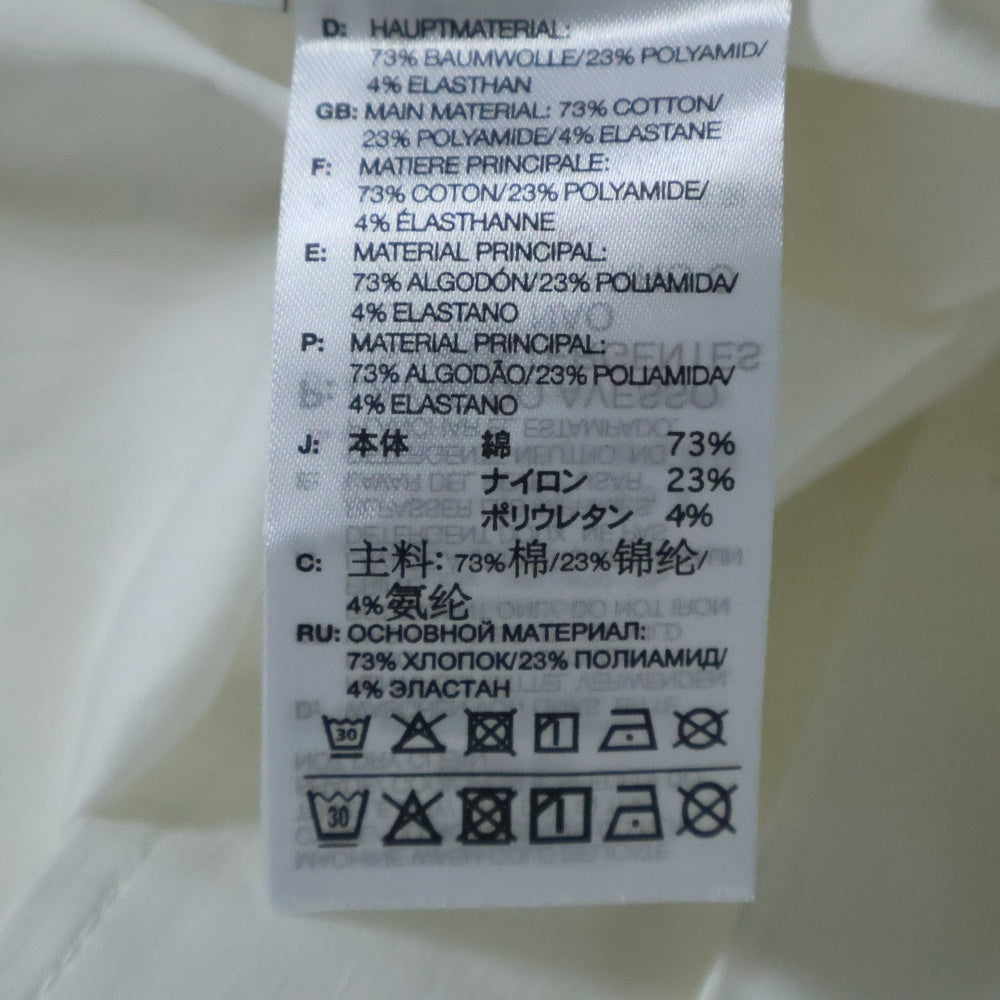 D: HAUPTMATERIAL:
73% BAUMWOLLE/23% POLYAMID/
4% ELASTHAN
GB: MAIN MATERIAL: 73% COTTON/
23% POLYAMIDE/4% ELASTANE
F: MATIERE PRINCIPALE:
73% COTON/23% POLYAMIDE/
4% ÉLASTHANNE
E: MATERIAL PRINCIPAL:
73% ALGODÓN/23% POLIAMIDA/
4% ELASTANO
P: MATERIAL PRINCIPAL:
73% ALGODÃO/23% POLIAMIDA/
4% ELASTANO
J: 本体 綿 73%
ナイロン 23%
ポリウレタン 4%
C: 主料: 73%棉/23%锦纶/
4%氨纶
RU: ОСНОВНОЙ МАТЕРИАЛ:
73% ХЛОПОК/23% ПОЛИАМИД/
4% ЭЛАСТАН
30
30